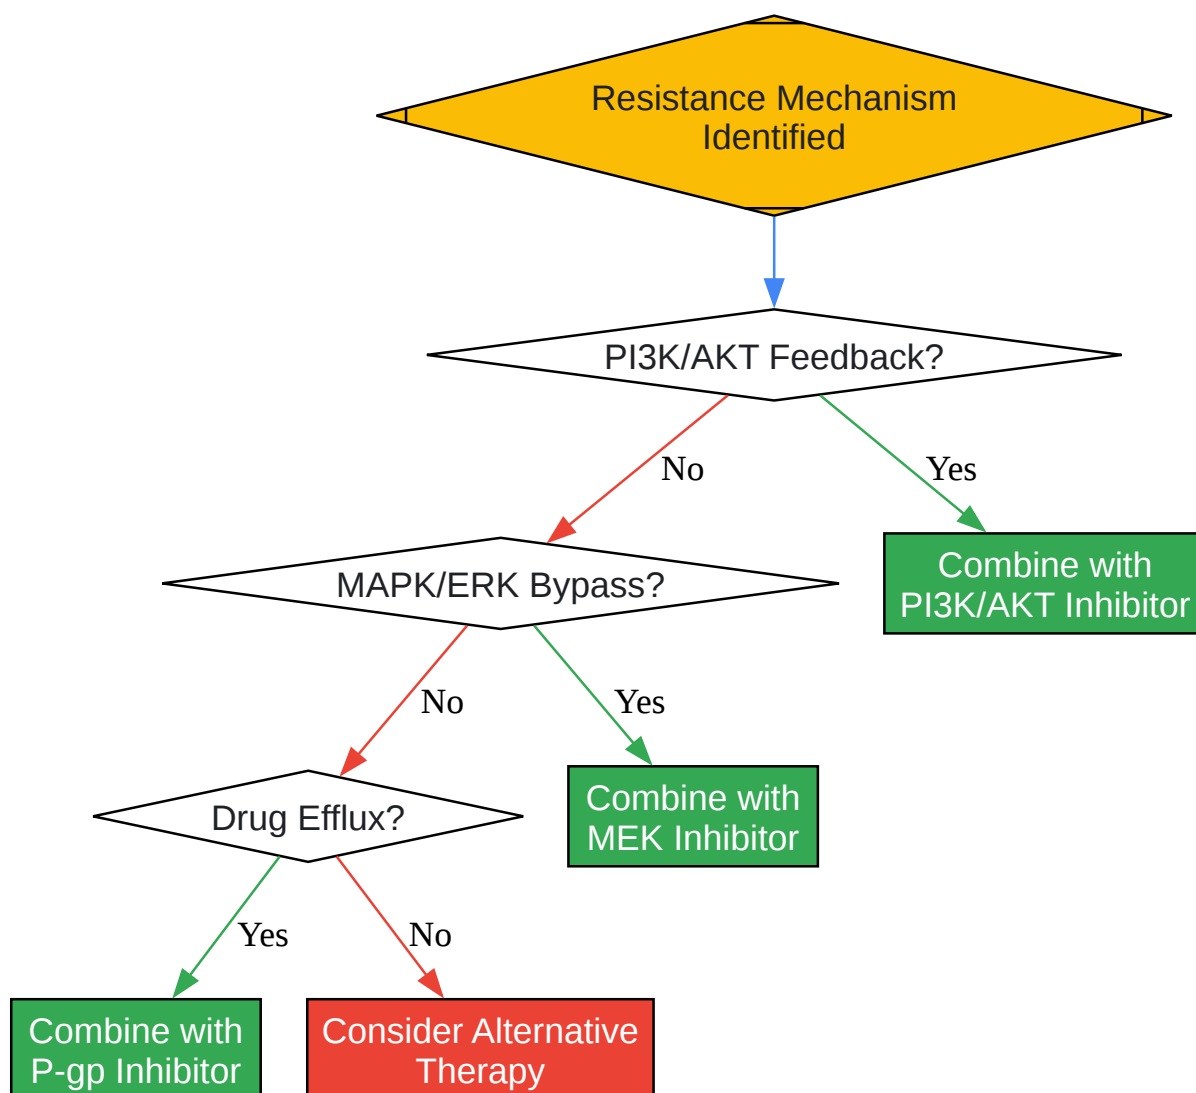 Resistance Mechanism
Identified
PI3K/AKT Feedback?
No
Yes
Combine with
PI3K/AKT Inhibitor
MAPK/ERK Bypass?
No
Yes
Combine with
MEK Inhibitor
Drug Efflux?
Yes
No
Combine with
P-gp Inhibitor
Consider Alternative
Therapy